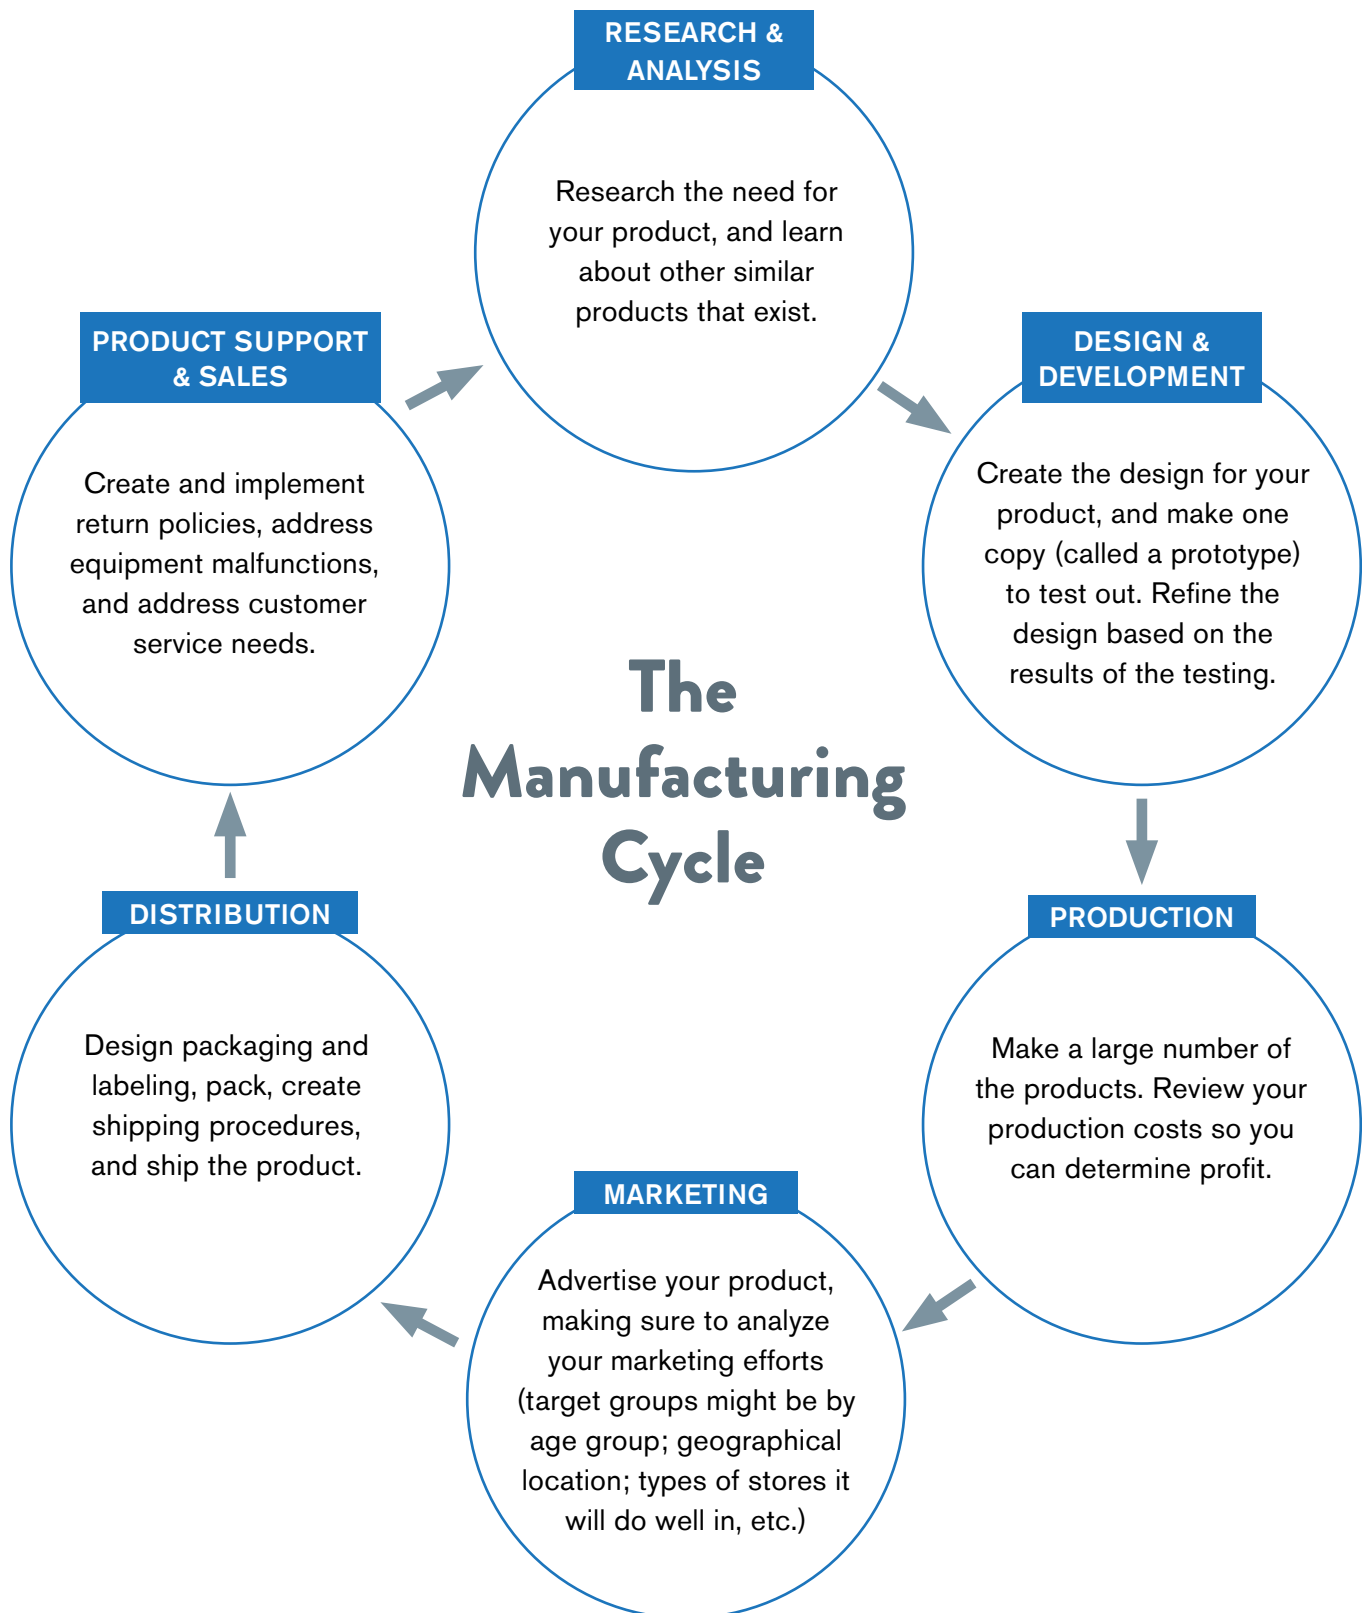 RESEARCH &
ANALYSIS
Research the need for
your product, and learn
about other similar
products that exist.
DESIGN &
DEVELOPMENT
Create the design for your
product, and make one
copy (called a prototype)
to test out. Refine the
design based on the
results of the testing.
PRODUCTION
Make a large number of
the products. Review your
production costs so you
can determine profit.
MARKETING
Advertise your product,
making sure to analyze
your marketing efforts
(target groups might be by
age group; geographical
location; types of stores it
will do well in, etc.)
DISTRIBUTION
Design packaging and
labeling, pack, create
shipping procedures,
and ship the product.
PRODUCT SUPPORT
& SALES
Create and implement
return policies, address
equipment malfunctions,
and address customer
service needs.
The
Manufacturing
Cycle